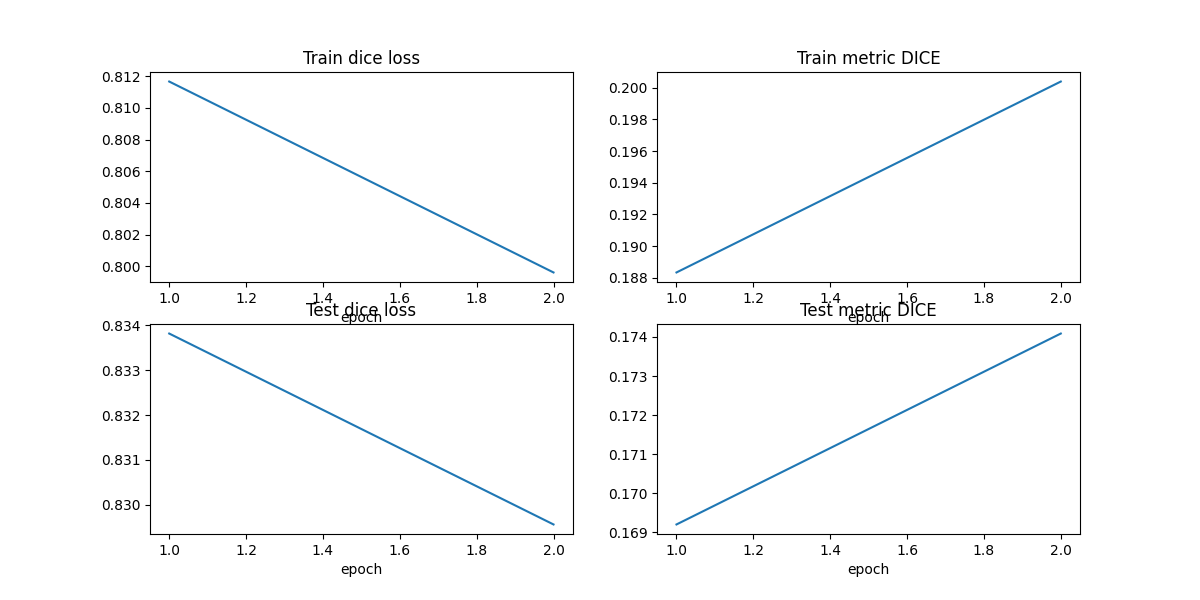 Train dice loss
0.812
0.810
0.808
0.806
0.804
0.802
0.800
1.0 1.2 1.4 1.6 1.8 2.0
epoch
Train metric DICE
0.200
0.198
0.196
0.194
0.192
0.190
0.188
1.0 1.2 1.4 1.6 1.8 2.0
epoch
Test dice loss
0.834
0.833
0.832
0.831
0.830
1.0 1.2 1.4 1.6 1.8 2.0
epoch
Test metric DICE
0.174
0.173
0.172
0.171
0.170
0.169
1.0 1.2 1.4 1.6 1.8 2.0
epoch